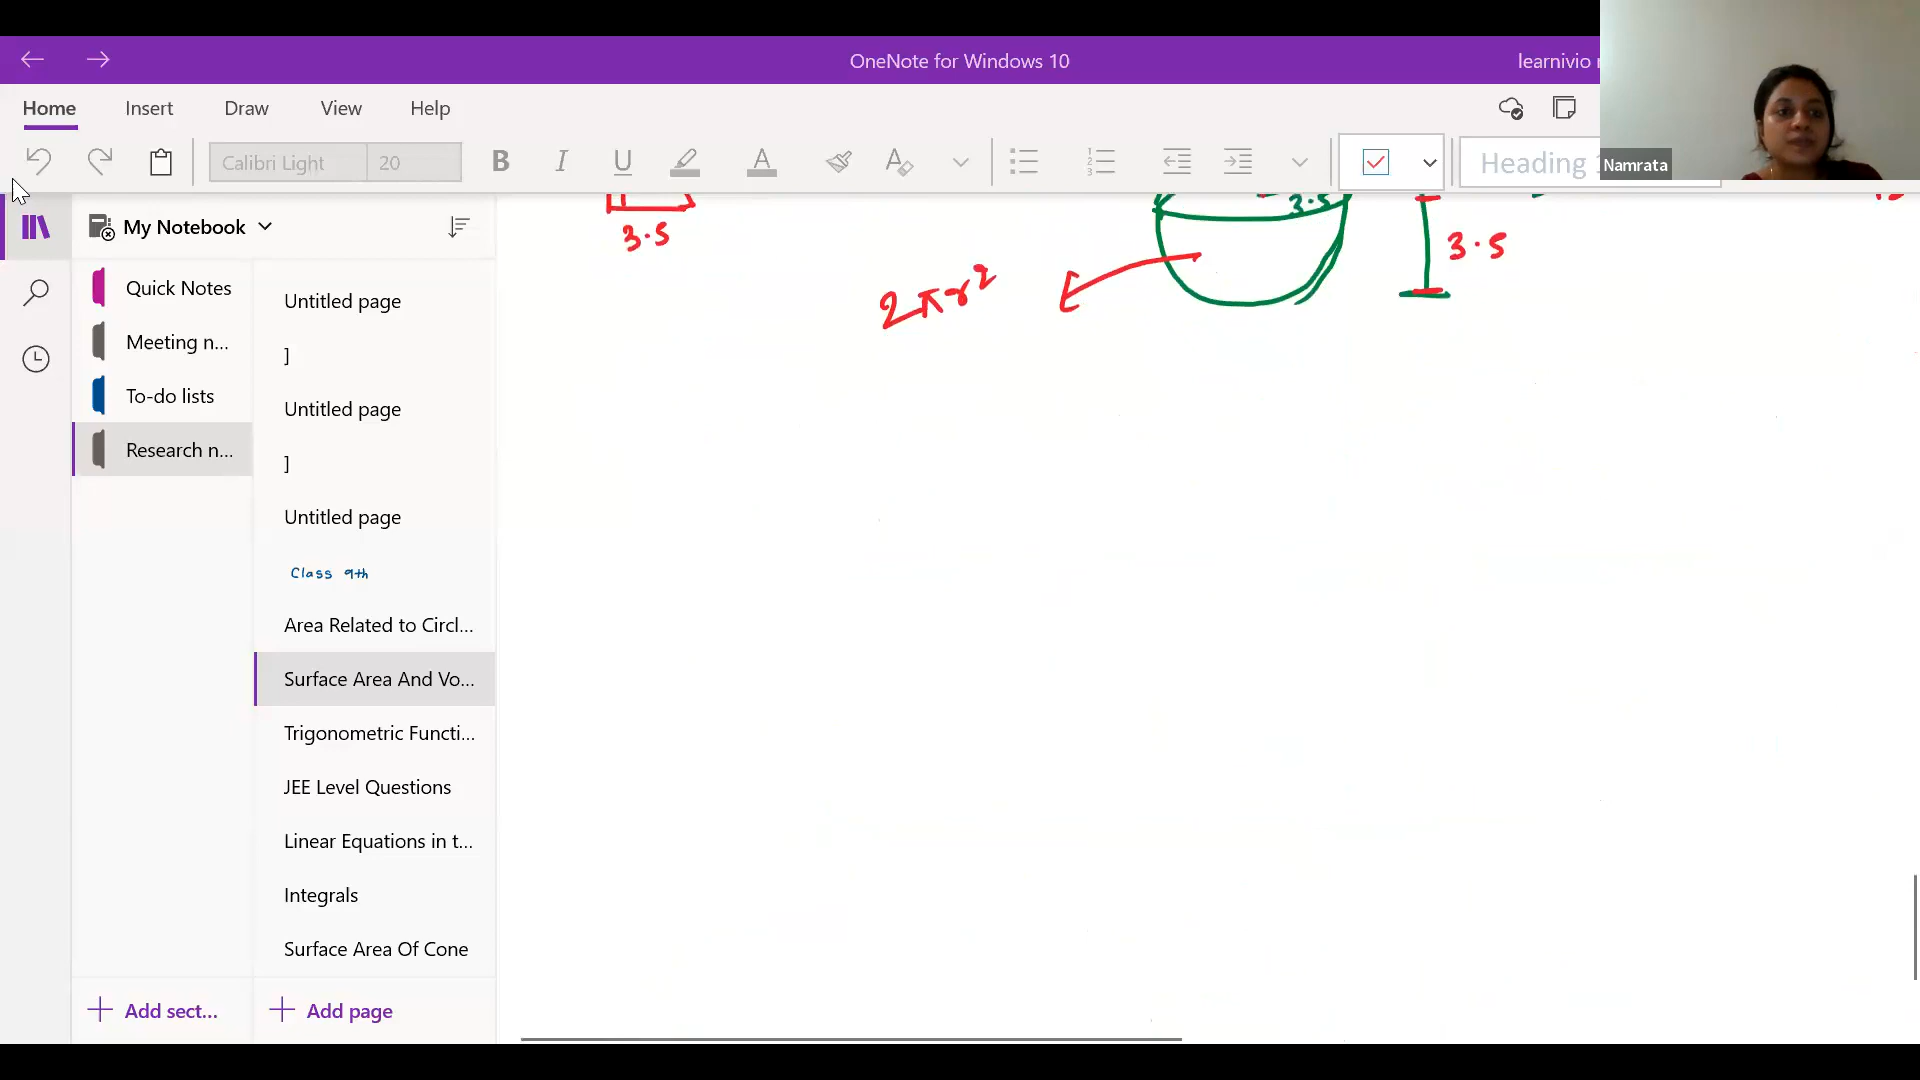 OneNote for Windows 10
learnivio
Home Insert Draw View Help
Calibri Light 20 B I U A Heading
Namrata
My Notebook
Quick Notes
Meeting n...
To-do lists
Research n...
Untitled page
]
Untitled page
]
Untitled page
Class 9th
Area Related to Circl...
Surface Area And Vo...
Trigonometric Functi...
JEE Level Questions
Linear Equations in t...
Integrals
Surface Area Of Cone
Add sect...
Add page
3.5
3.5
3.5
2πr²